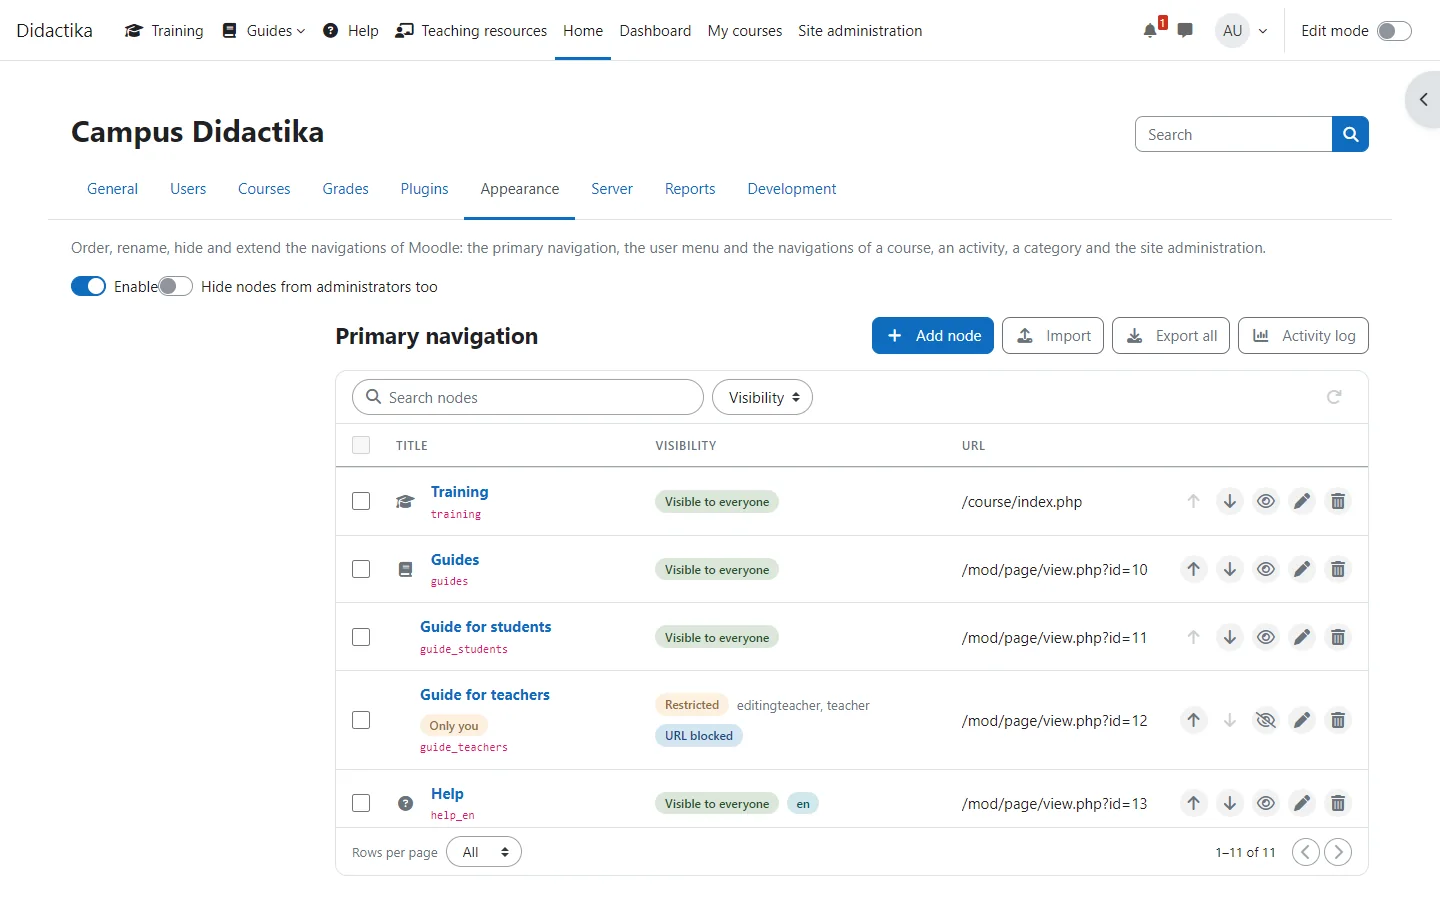 Didactika Training Guides Help Teaching resources Home Dashboard My courses Site administration 1 AU Edit mode
Campus Didactika
Search
General Users Courses Grades Plugins Appearance Server Reports Development
Order, rename, hide and extend the navigations of Moodle: the primary navigation, the user menu and the navigations of a course, an activity, a category and the site administration.
Enable Hide nodes from administrators too
Primary navigation
Add node Import Export all Activity log
Search nodes Visibility
TITLE VISIBILITY URL
Training
training
Visible to everyone
/course/index.php
Guides
guides
Visible to everyone
/mod/page/view.php?id=10
Guide for students
guide_students
Visible to everyone
/mod/page/view.php?id=11
Guide for teachers
Only you
guide_teachers
Restricted editingteacher, teacher
URL blocked
/mod/page/view.php?id=12
Help
help_en
Visible to everyone en
/mod/page/view.php?id=13
Rows per page All 1–11 of 11